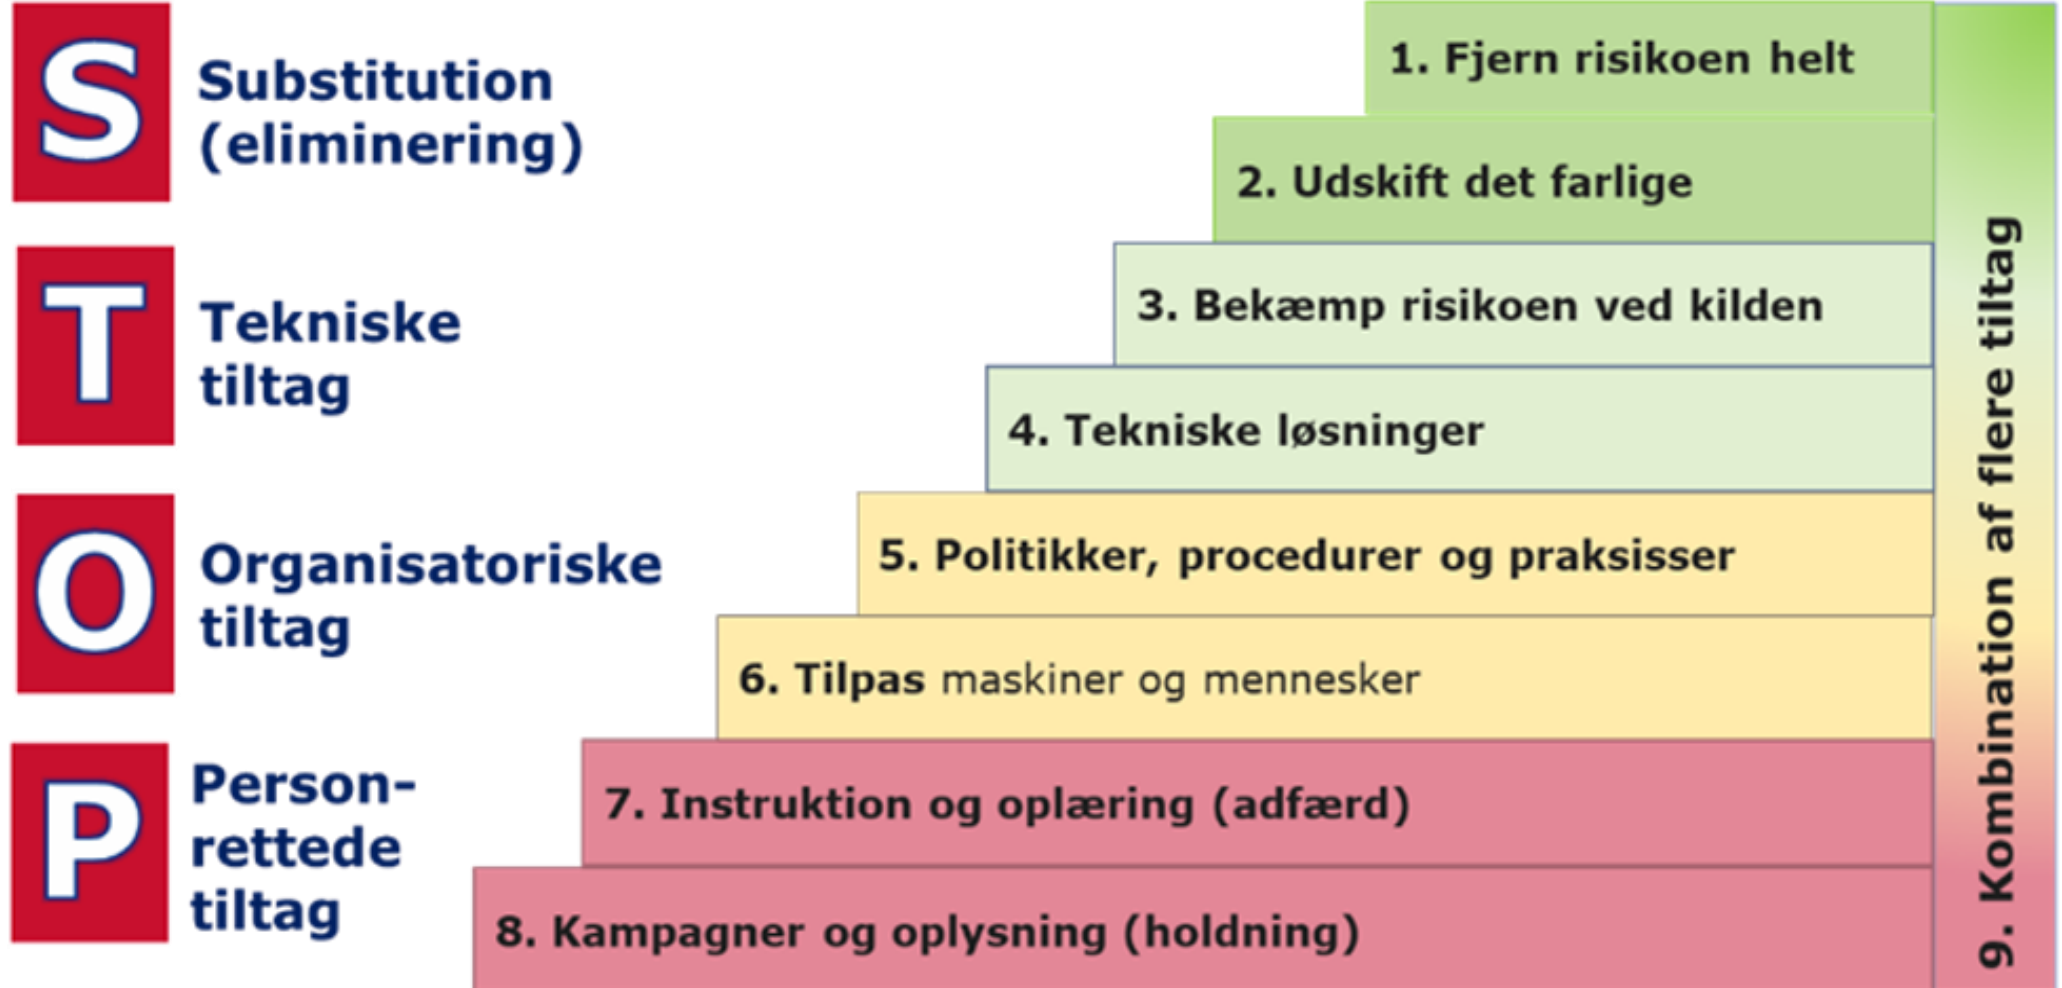 S
Substitution
(eliminering)
1. Fjern risikoen helt
2. Udskift det farlige
T
Tekniske
tiltag
3. Bekæmp risikoen ved kilden
4. Tekniske løsninger
O
Organisatoriske
tiltag
5. Politikker, procedurer og praksisser
6. Tilpas maskiner og mennesker
P
Person-
rettede
tiltag
7. Instruktion og oplæring (adfærd)
8. Kampagner og oplysning (holdning)
9. Kombination af flere tiltag